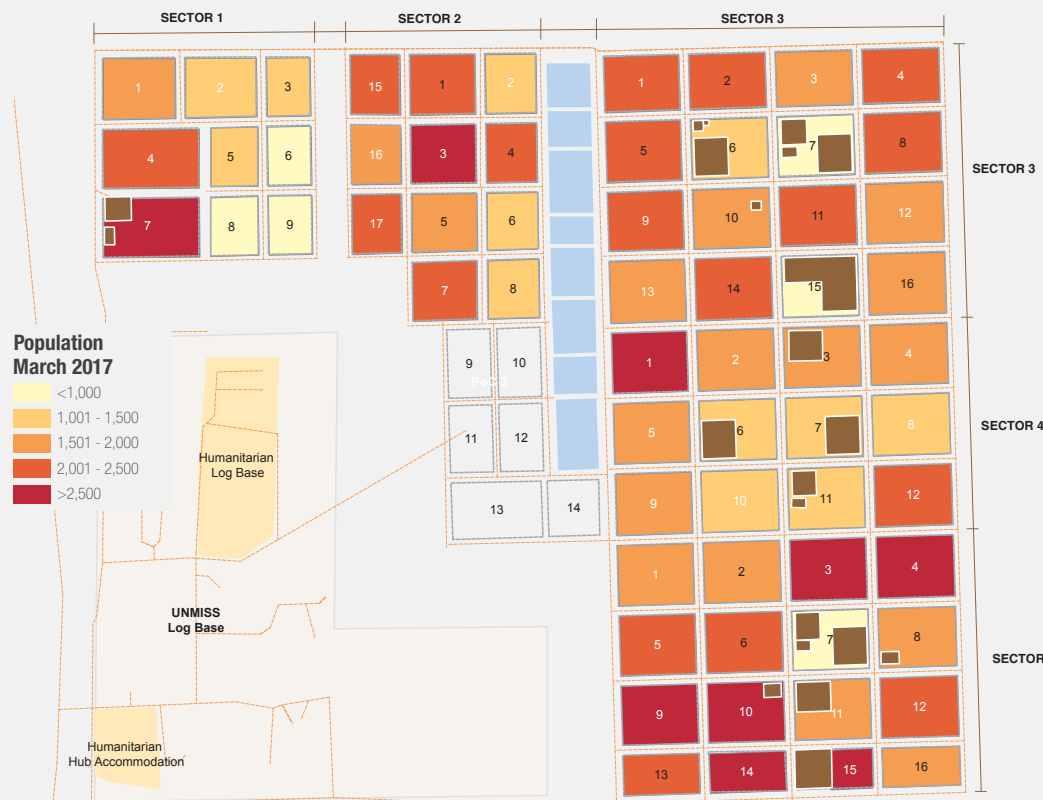 SECTOR 1
SECTOR 2
SECTOR 3
1 2 3
4 5 6
7 8 9
15 1 2
16 3 4
17 5 6
7 8
9 10
PoC 3
11 12
13 14
1 2 3 4
5 6 7 8
9 10 11 12
13 14 15 16
SECTOR 3
1 2 3 4
5 6 7 8
9 10 11 12
SECTOR 4
1 2 3 4
5 6 7 8
9 10 11 12
13 14 15 16
SECTOR
Population
March 2017
<1,000
1,001 - 1,500
1,501 - 2,000
2,001 - 2,500
>2,500
Humanitarian
Log Base
UNMISS
Log Base
Humanitarian
Hub Accommodation